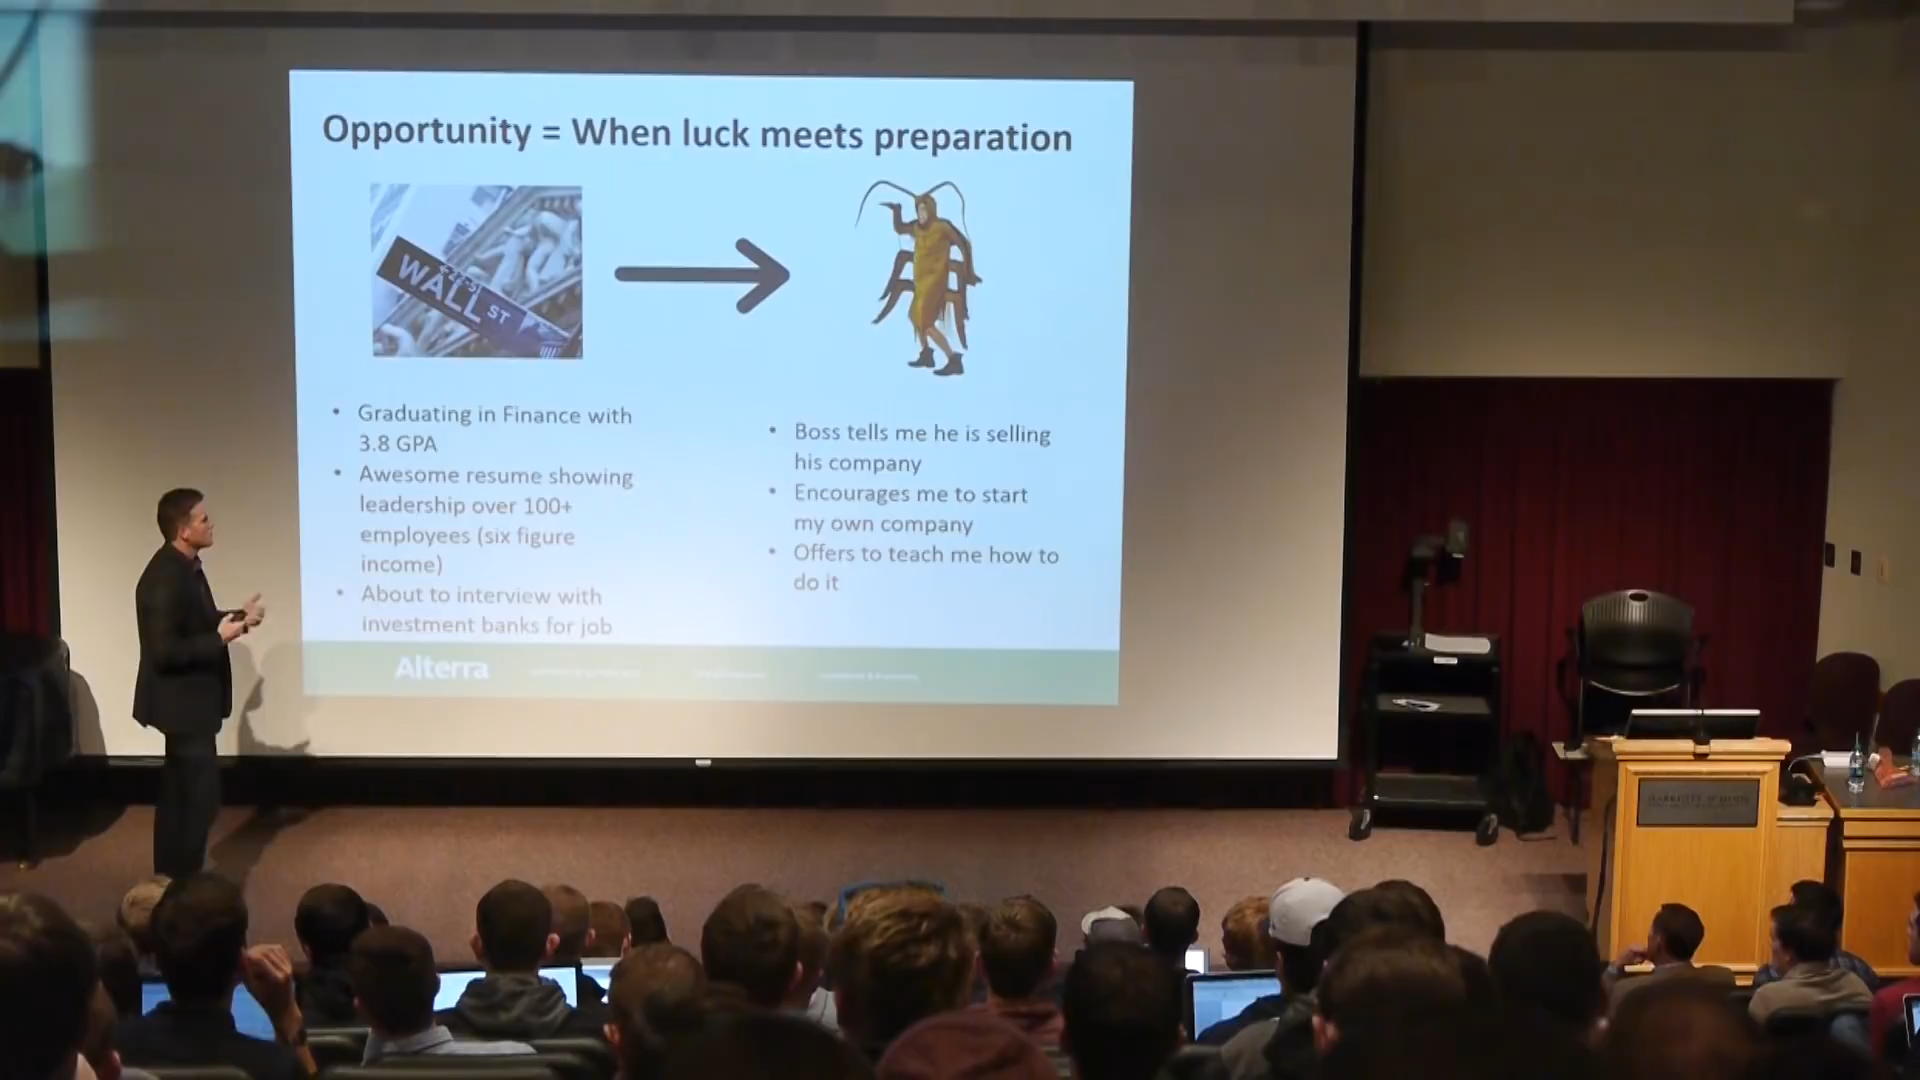 Opportunity = When luck meets preparation
WALL ST
• Graduating in Finance with
3.8 GPA
• Awesome resume showing
leadership over 100+
employees (six figure
income)
• About to interview with
investment banks for job
• Boss tells me he is selling
his company
• Encourages me to start
my own company
• Offers to teach me how to
do it
Alterra
MARRIOTT SCHOOL